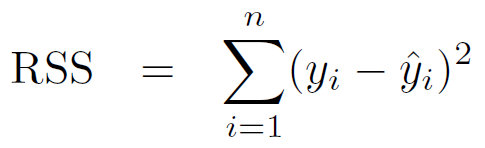 RSS = \sum_{i=1}^{n} (y_i - \hat{y}_i)^2